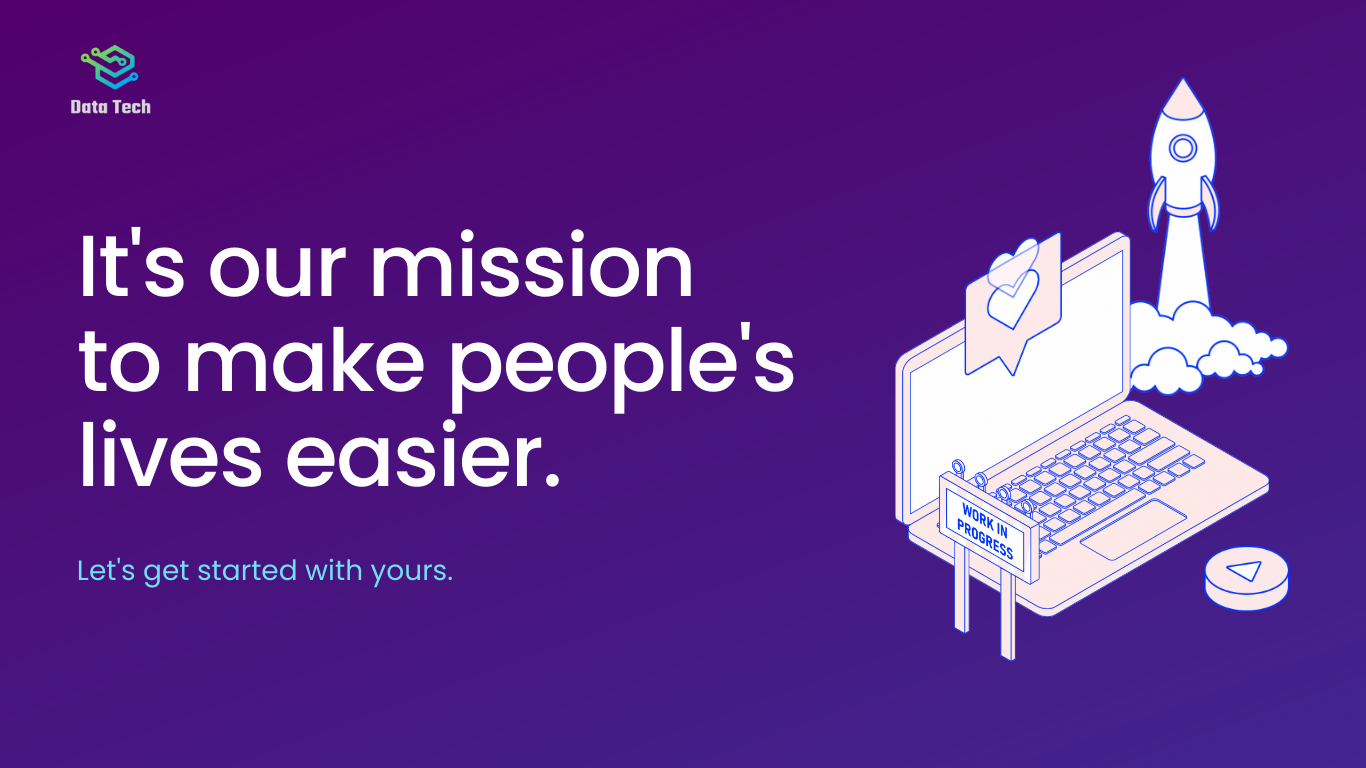 Data Tech
It's our mission
to make people's
lives easier.
Let's get started with yours.
WORK IN
PROGRESS